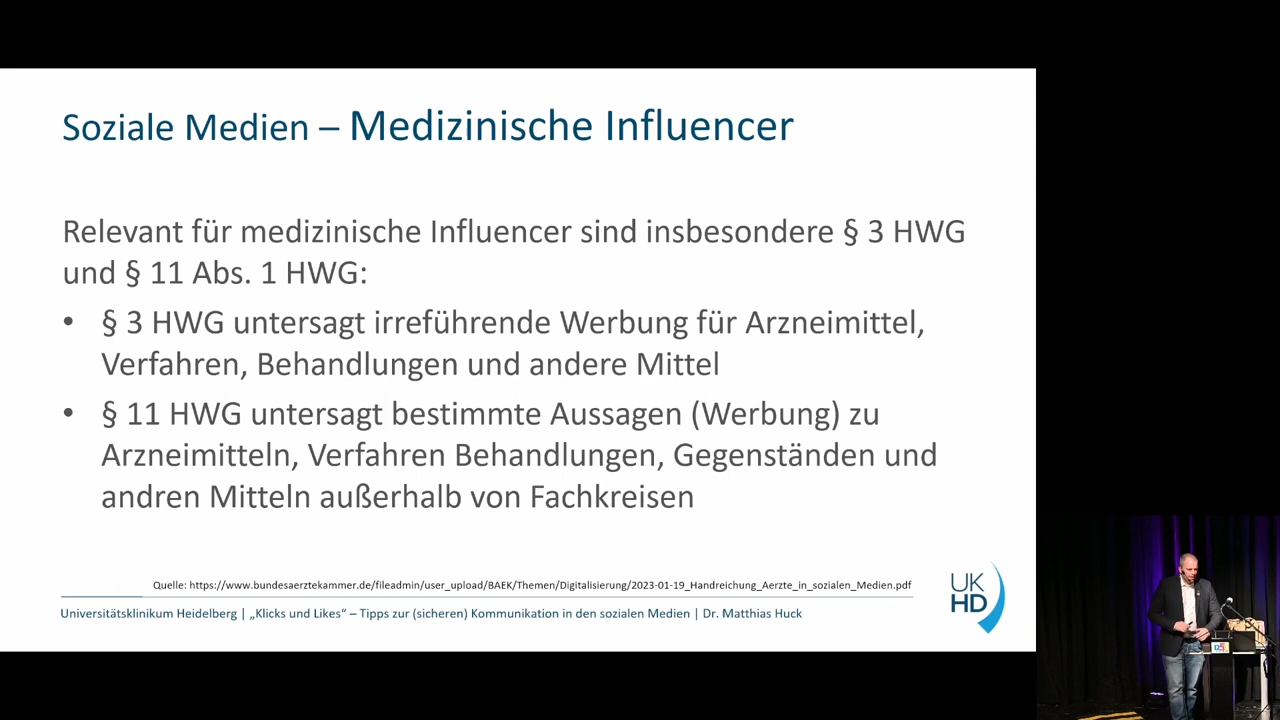 Soziale Medien – Medizinische Influencer
Relevant für medizinische Influencer sind insbesondere § 3 HWG
und § 11 Abs. 1 HWG:
• § 3 HWG untersagt irreführende Werbung für Arzneimittel,
Verfahren, Behandlungen und andere Mittel
• § 11 HWG untersagt bestimmte Aussagen (Werbung) zu
Arzneimitteln, Verfahren Behandlungen, Gegenständen und
andren Mitteln außerhalb von Fachkreisen
Quelle: https://www.bundesaerztekammer.de/fileadmin/user_upload/BAEK/Themen/Digitalisierung/2023-01-19_Handreichung_Aerzte_in_sozialen_Medien.pdf
Universitätsklinikum Heidelberg | „Klicks und Likes“ – Tipps zur (sicheren) Kommunikation in den sozialen Medien | Dr. Matthias Huck
UK
HD